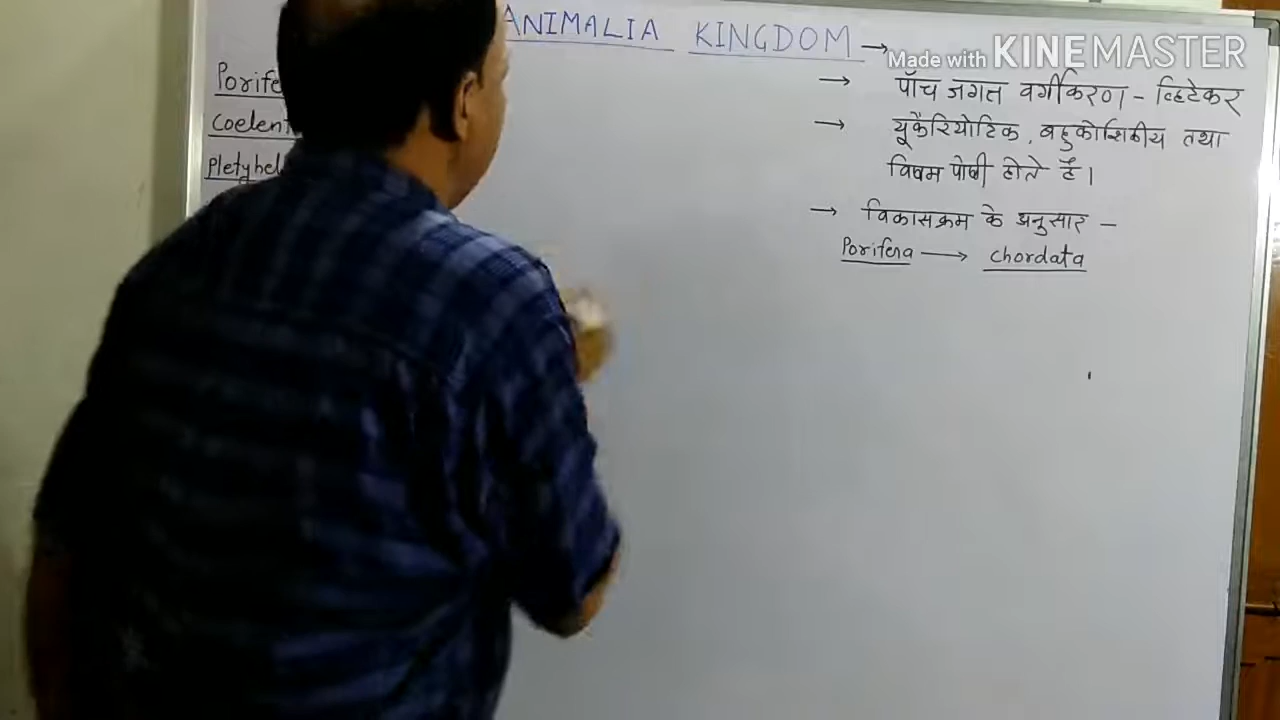 ANIMALIA KINGDOM →
Made with KINEMASTER
→ पाँच जगत वर्गीकरण - व्हिटेकर
→ यूकैरियोटिक, बहुकोशिकीय तथा
विषम पोषी होते हैं।
→ विकासक्रम के अनुसार -
Porifera → chordata
Porife
coelent
pletyhel